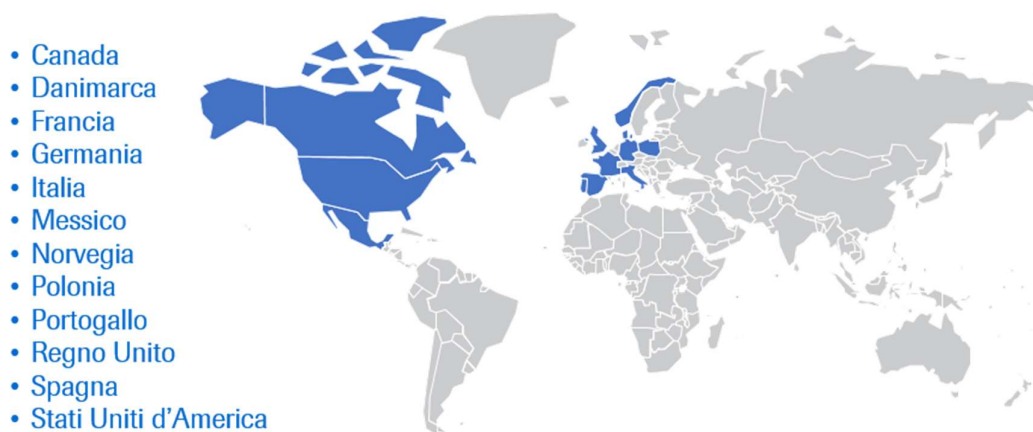 • Canada
• Danimarca
• Francia
• Germania
• Italia
• Messico
• Norvegia
• Polonia
• Portogallo
• Regno Unito
• Spagna
• Stati Uniti d'America